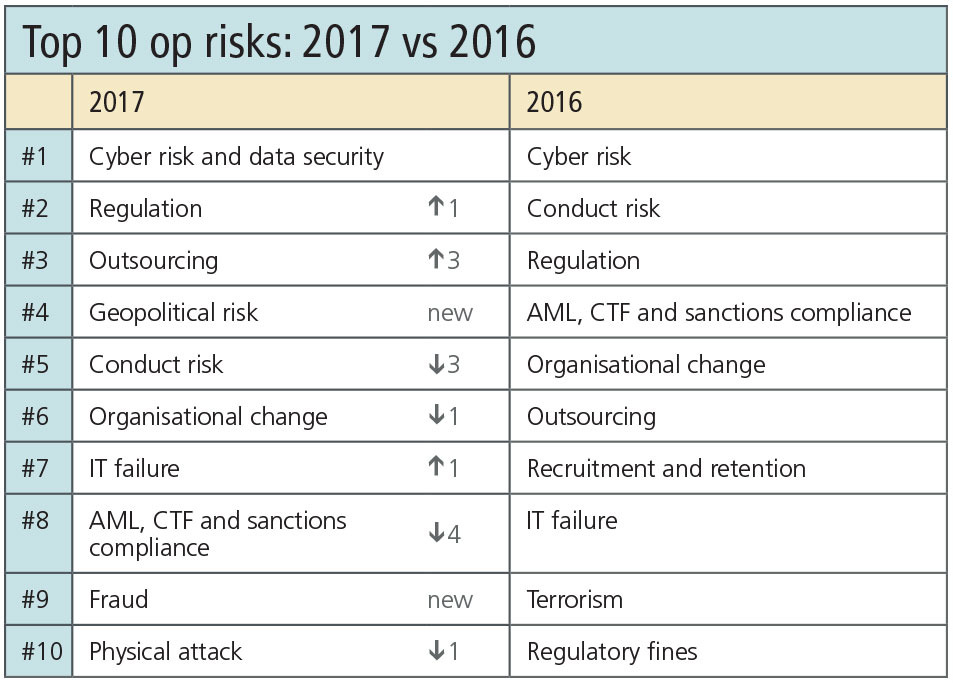 Top 10 op risks: 2017 vs 2016
2017 2016
#1 Cyber risk and data security Cyber risk
#2 Regulation ↑1 Conduct risk
#3 Outsourcing ↑3 Regulation
#4 Geopolitical risk new AML, CTF and sanctions compliance
#5 Conduct risk ↓3 Organisational change
#6 Organisational change ↓1 Outsourcing
#7 IT failure ↑1 Recruitment and retention
#8 AML, CTF and sanctions ↓4 IT failure
compliance
#9 Fraud new Terrorism
#10 Physical attack ↓1 Regulatory fines